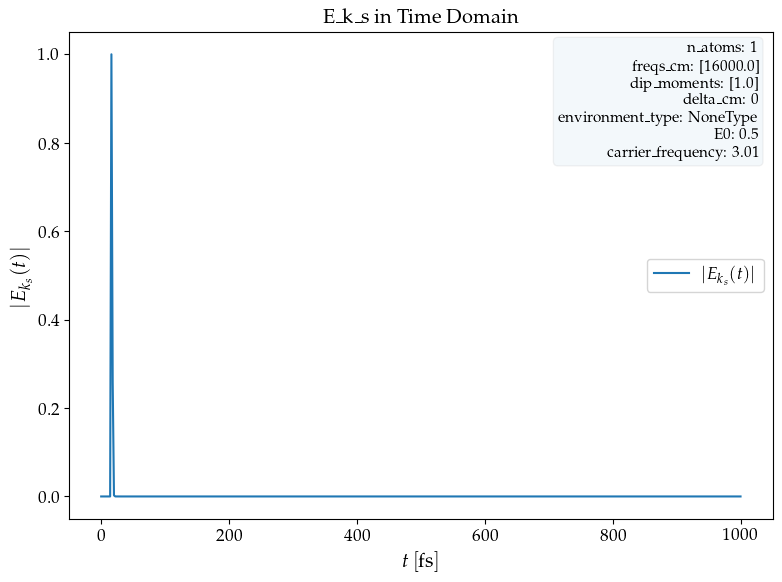 E_k_s in Time Domain
n_atoms: 1
freqs_cm: [16000.0]
dip_moments: [1.0]
delta_cm: 0
environment_type: NoneType
E0: 0.5
carrier_frequency: 3.01
|E_{k_s}(t)|
1.0
0.8
0.6
0.4
0.2
0.0
|E_{k_s}(t)|
0
200
400
600
800
1000
t [fs]